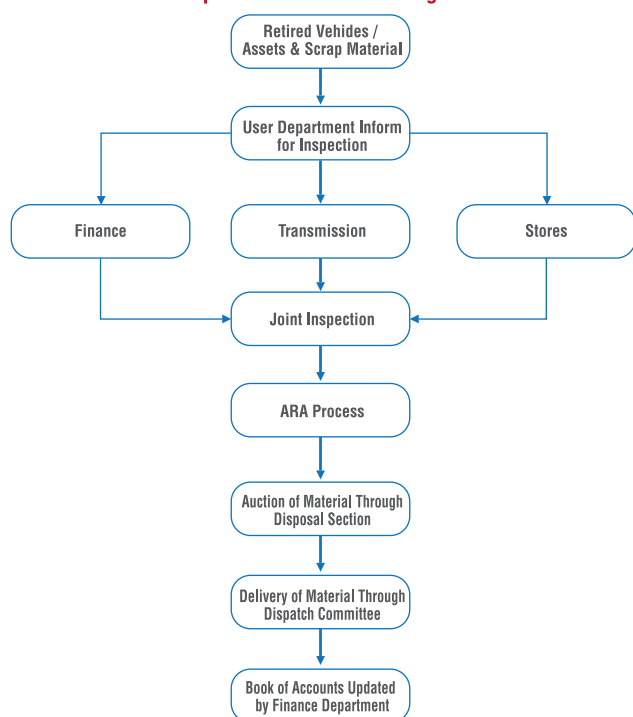 Retired Vehides /
Assets & Scrap Material
User Department Inform
for Inspection
Finance
Transmission
Stores
Joint Inspection
ARA Process
Auction of Material Through
Disposal Section
Delivery of Material Through
Dispatch Committee
Book of Accounts Updated
by Finance Department